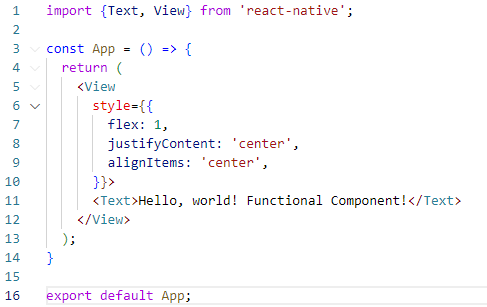 1 import {Text, View} from 'react-native';
2
3 const App = () => {
4   return (
5     <View
6       style={{
7         flex: 1,
8         justifyContent: 'center',
9         alignItems: 'center',
10       }}>
11       <Text>Hello, world! Functional Component!</Text>
12     </View>
13   );
14 }
15
16 export default App;